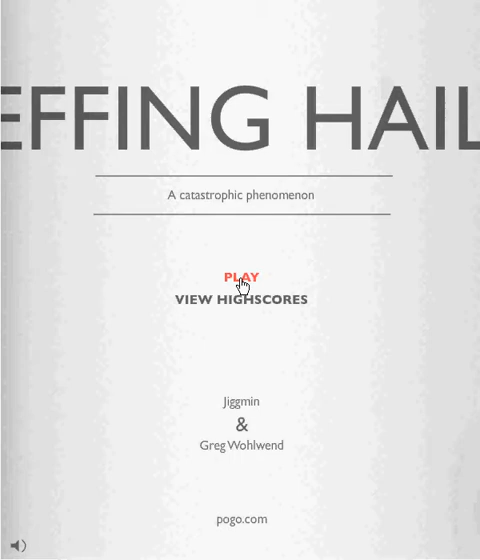 EFFING HAIL
A catastrophic phenomenon
PLAY
VIEW HIGHSCORES
Jiggmin
&
Greg Wohlwend
pogo.com